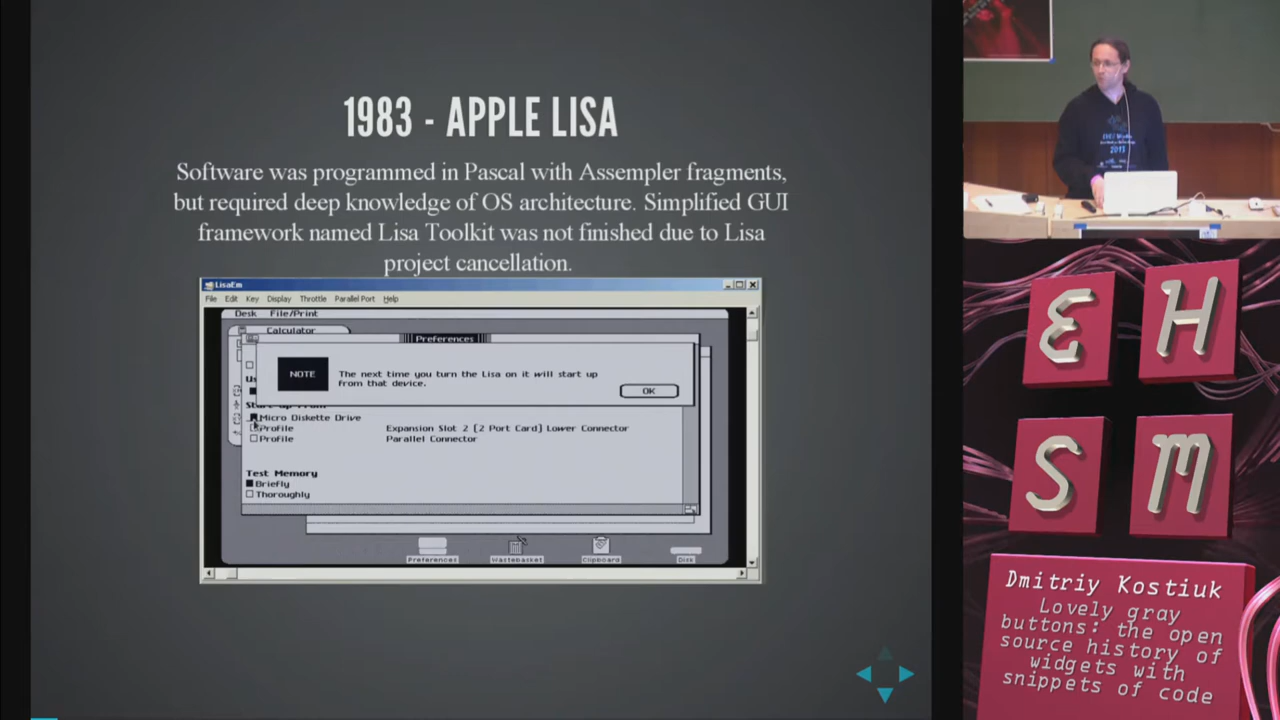 1983 - APPLE LISA
Software was programmed in Pascal with Assempler fragments,
but required deep knowledge of OS architecture. Simplified GUI
framework named Lisa Toolkit was not finished due to Lisa
project cancellation.
LisaEm
File Edit Key Display Throttle Parallel Port Help
Desk File/Print
Calculator
Preferences
NOTE
The next time you turn the Lisa on it will start up
from that device.
OK
Micro Diskette Drive
Profile Expansion Slot 2 [2 Port Card] Lower Connector
Profile Parallel Connector
Test Memory
Briefly
Thoroughly
Preferences Wastebasket Clipboard Disk
2013
E H
S M
Dmitriy Kostiuk
Lovely gray
buttons: the open
source history of
widgets with
snippets of code